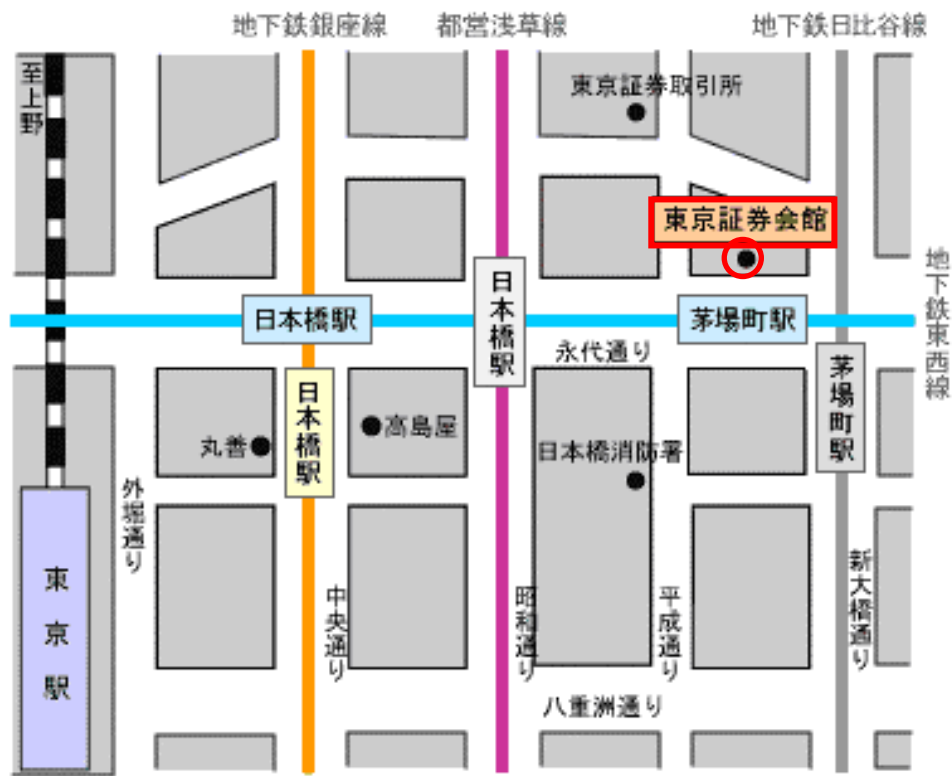 地下鉄銀座線
都営浅草線
地下鉄日比谷線
至上野
東京証券取引所
東京証券会館
地下鉄東西線
日本橋駅
日本橋駅
茅場町駅
永代通り
茅場町駅
日本橋駅
高島屋
丸善
日本橋消防署
外堀通り
東京駅
中央通り
昭和通り
平成通り
新大橋通り
八重洲通り